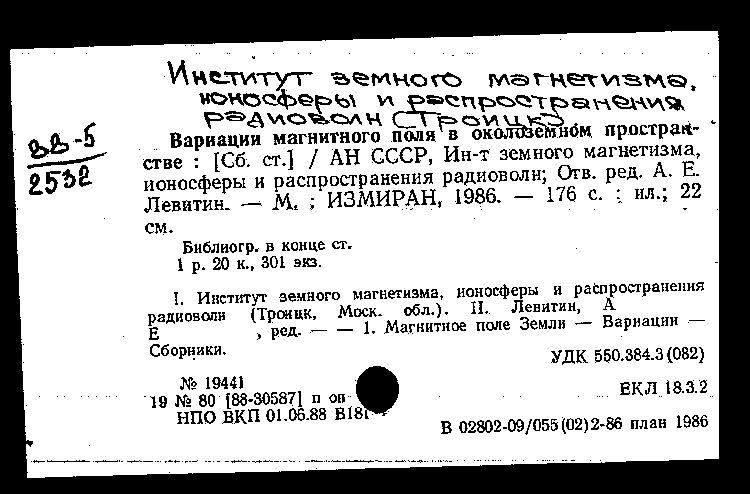 Институт земного магнетизма,
ионосферы и распространения
радиоволн (Троицк)
ВВ-5
2532
Вариации магнитного поля в околоземном простран-
стве : [Сб. ст.] / АН СССР, Ин-т земного магнетизма,
ионосферы и распространения радиоволн; Отв. ред. А. Е.
Левитин. — М. : ИЗМИРАН, 1986. — 176 с. : ил.; 22
см.
Библиогр. в конце ст.
1 р. 20 к., 301 экз.
I. Институт земного магнетизма, ионосферы и распространения
радиоволн (Троицк, Моск. обл.). II. Левитин, А
Е , ред. — — 1. Магнитное поле Земли — Вариации —
Сборники.
УДК 550.384.3(082)
№ 19441
19 № 80 [88-30587] п оп
ЕКЛ 18.3.2
НПО ВКП 01.06.88 В181
В 02802-09/055(02)2-86 план 1986